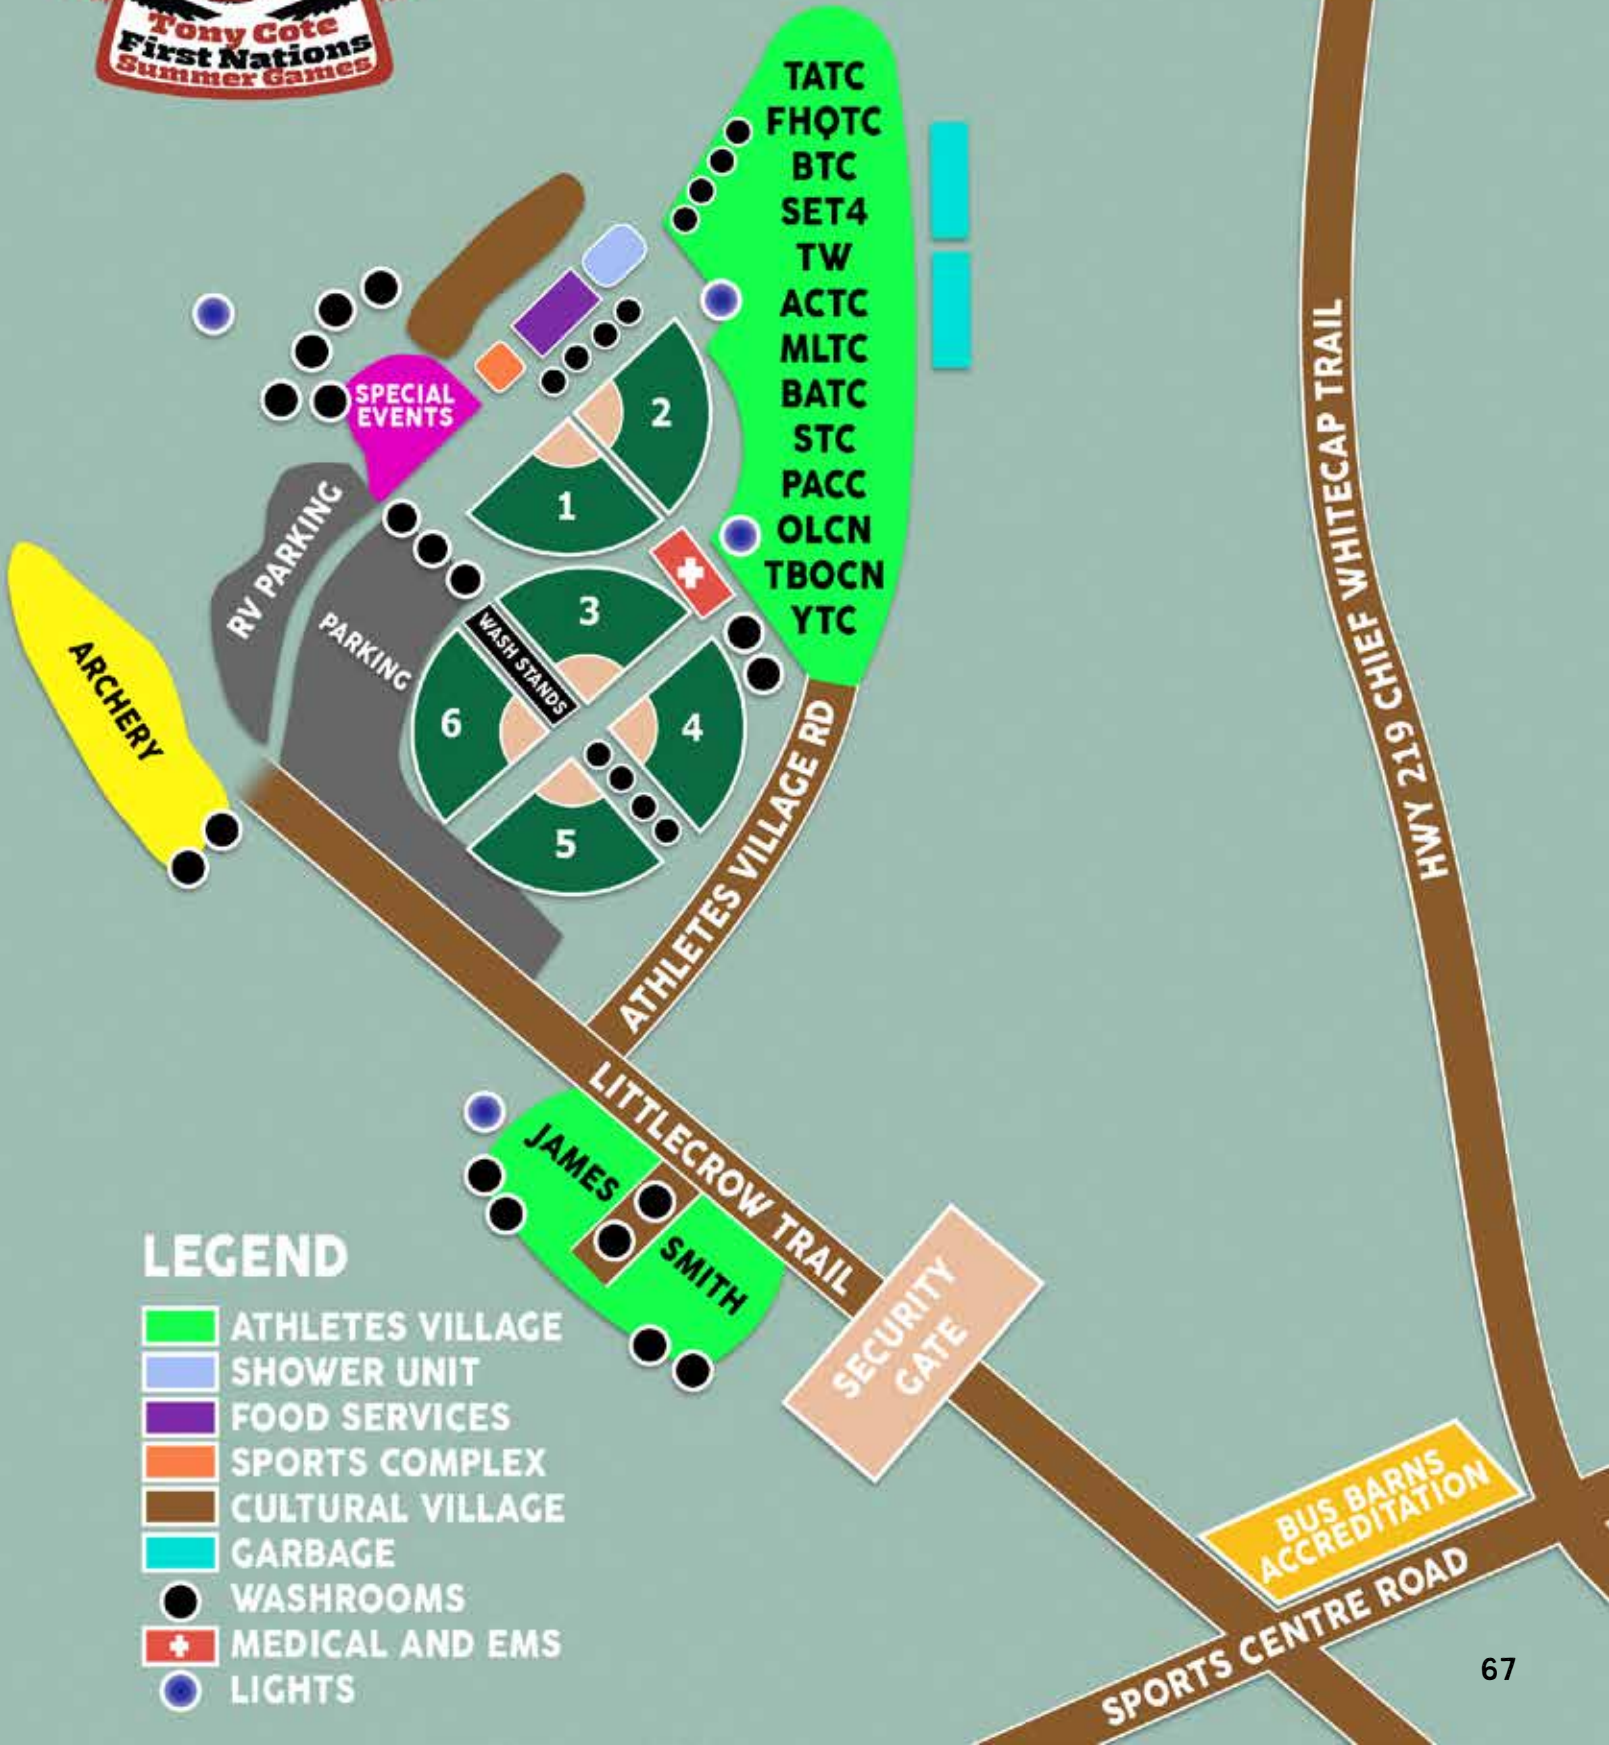 Tony Cote
First Nations
Summer Games
TATC
FHQTC
BTC
SET4
TW
ACTC
MLTC
BATC
STC
PACC
OLCN
TBOCN
YTC
SPECIAL
EVENTS
2
1
RV PARKING
PARKING
3
WASH STANDS
6
4
5
ARCHERY
ATHLETES VILLAGE RD
HWY 219 CHIEF WHITECAP TRAIL
LITTLECROW TRAIL
JAMES
SMITH
SECURITY
GATE
BUS BARNS
ACCREDITATION
SPORTS CENTRE ROAD
LEGEND
ATHLETES VILLAGE
SHOWER UNIT
FOOD SERVICES
SPORTS COMPLEX
CULTURAL VILLAGE
GARBAGE
WASHROOMS
MEDICAL AND EMS
LIGHTS
67